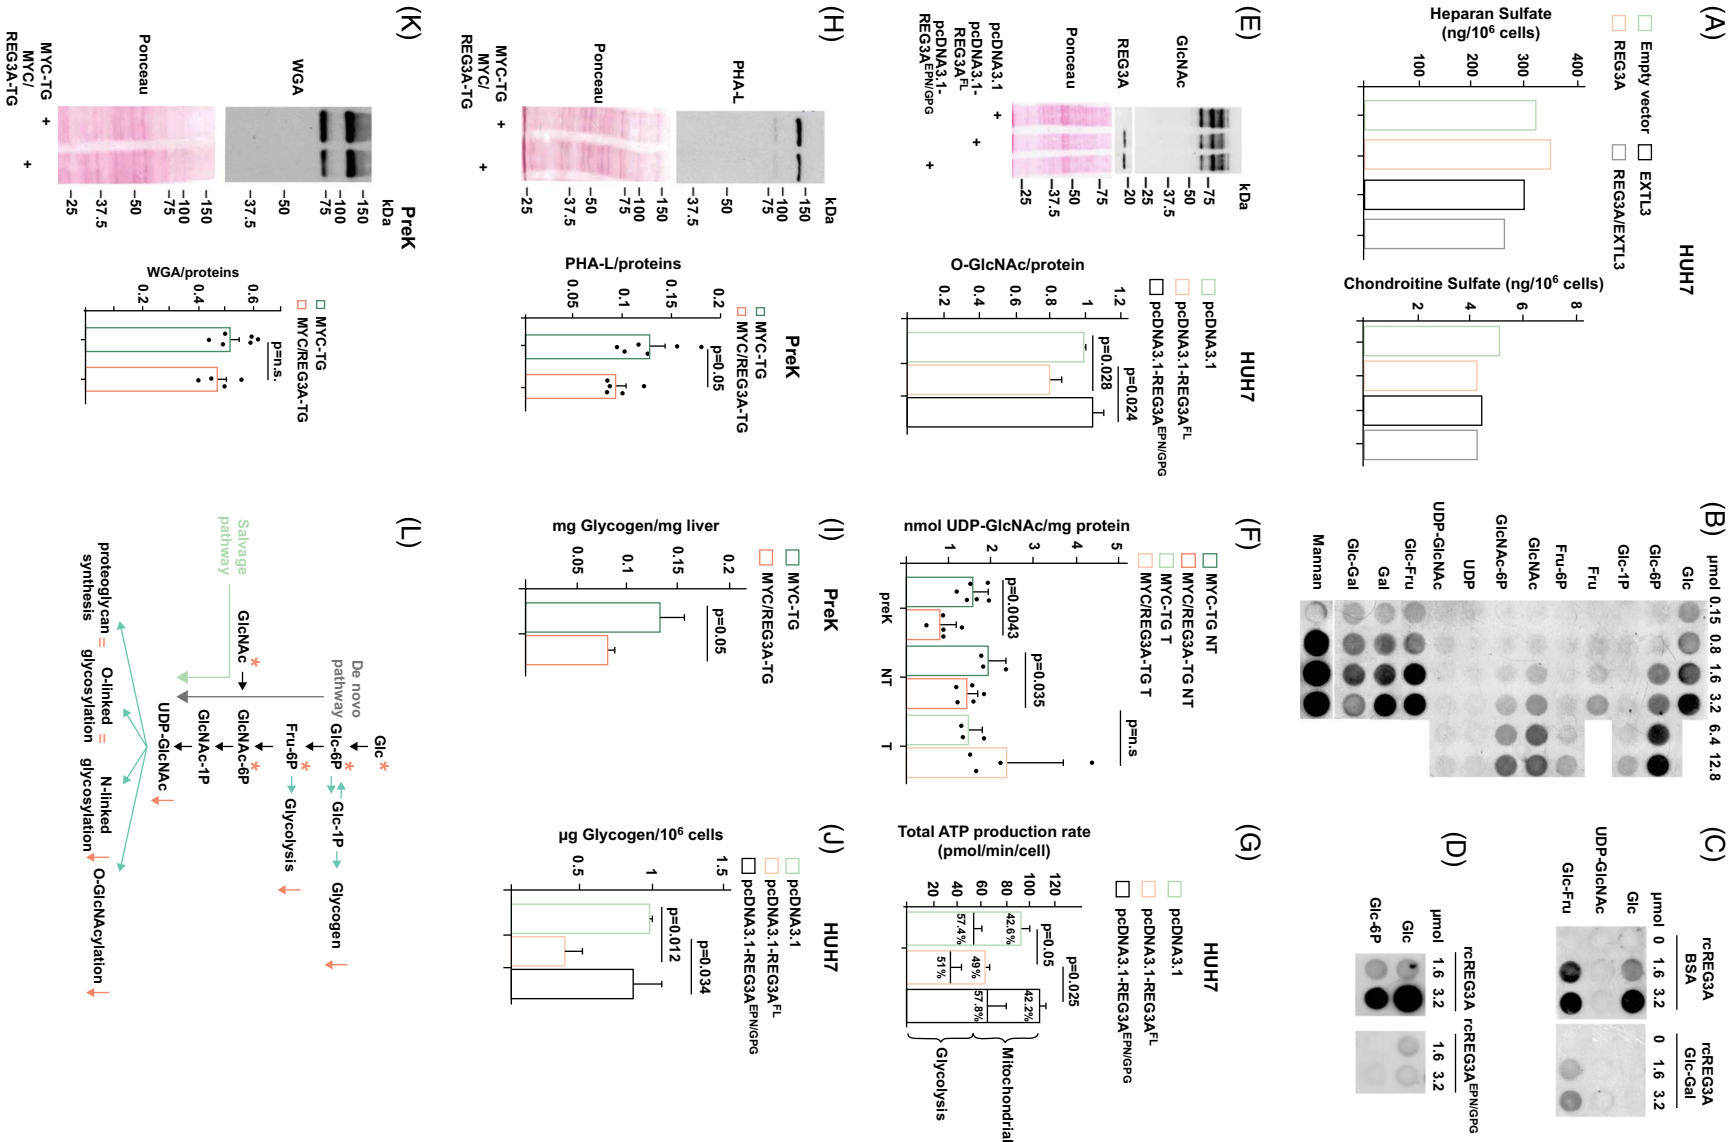 (A)
HUH7
Empty vector
REG3A
EXTL3
REG3A/EXTL3
Heparan Sulfate
(ng/10⁶ cells)
400
300
200
100
Chondroitine Sulfate (ng/10⁶ cells)
8
6
4
2
(B)
µmol 0.15 0.8 1.6 3.2 6.4 12.8
Glc
Glc-6P
Glc-1P
Fru
Fru-6P
GlcNAc
GlcNAc-6P
UDP
UDP-GlcNAc
Glc-Fru
Gal
Glc-Gal
Mannan
(C)
rcREG3A
BSA
rcREG3A
Glc-Gal
µmol 0 1.6 3.2 0 1.6 3.2
Glc
UDP-GlcNAc
Glc-Fru
(D)
rcREG3A rcREG3A^EPN/GPG
µmol 1.6 3.2 1.6 3.2
Glc
Glc-6P
(E)
kDa
GlcNAc
–75
–50
–37.5
–25
REG3A
–20
Ponceau
–75
–50
–37.5
–25
pcDNA3.1 +
pcDNA3.1-
REG3A^FL +
pcDNA3.1-
REG3A^EPN/GPG +
HUH7
pcDNA3.1
pcDNA3.1-REG3A^FL
pcDNA3.1-REG3A^EPN/GPG
O-GlcNAc/protein
1.2
1
0.8
0.6
0.4
0.2
p=0.024
p=0.028
(F)
MYC-TG NT
MYC/REG3A-TG NT
MYC-TG T
MYC/REG3A-TG T
nmol UDP-GlcNAc/mg protein
5
4
3
2
1
p=0.0043
p=0.035
p=n.s
preK NT T
(G)
HUH7
pcDNA3.1
pcDNA3.1-REG3A^FL
pcDNA3.1-REG3A^EPN/GPG
Total ATP production rate
(pmol/min/cell)
120
100
80
60
40
20
p=0.025
p=0.05
42.6%
49%
42.2%
57.4%
51%
57.8%
Mitochondrial
Glycolysis
(H)
kDa
PHA-L
–150
–100
–75
–50
–37.5
Ponceau
–150
–100
–75
–50
–37.5
–25
MYC-TG +
MYC/
REG3A-TG +
PreK
MYC-TG
MYC/REG3A-TG
PHA-L/proteins
0.2
0.15
0.1
0.05
p=0.05
(I)
PreK
MYC-TG
MYC/REG3A-TG
mg Glycogen/mg liver
0.2
0.15
0.1
0.05
p=0.05
(J)
HUH7
pcDNA3.1
pcDNA3.1-REG3A^FL
pcDNA3.1-REG3A^EPN/GPG
µg Glycogen/10⁶ cells
1.5
1
0.5
p=0.034
p=0.012
(K)
PreK
kDa
WGA
–150
–100
–75
–50
–37.5
Ponceau
–150
–100
–75
–50
–37.5
–25
MYC-TG +
MYC/
REG3A-TG +
MYC-TG
MYC/REG3A-TG
WGA/proteins
0.6
0.4
0.2
p=n.s.
(L)
Glc*
De novo
pathway
Glc-6P* Glc-1P Glycogen
Fru-6P* Glycolysis
Salvage
pathway
GlcNAc* GlcNAc-6P*
GlcNAc-1P
UDP-GlcNAc
proteoglycan =
synthesis
O-linked =
glycosylation
N-linked
glycosylation
O-GlcNAcylation